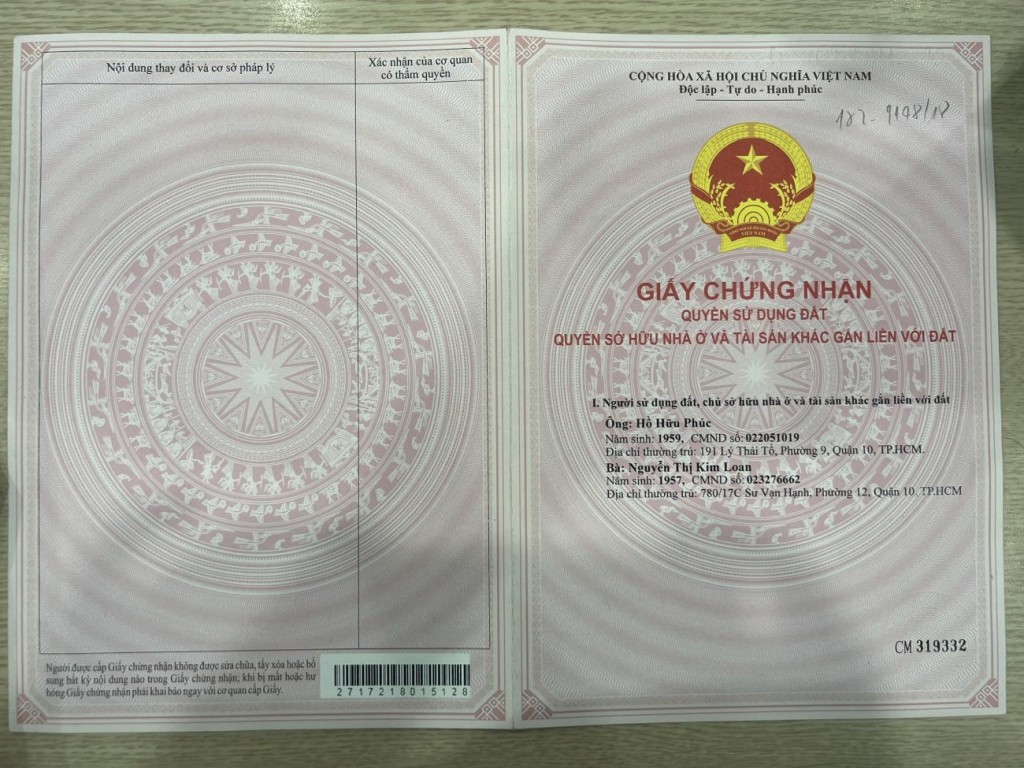 Nội dung thay đổi và cơ sở pháp lý
Xác nhận của cơ quan
có thẩm quyền
Người được cấp Giấy chứng nhận không được sửa chữa, tẩy xóa hoặc bổ
sung bất kỳ nội dung nào trong Giấy chứng nhận; khi bị mất hoặc hư
hỏng Giấy chứng nhận phải khai báo ngay với cơ quan cấp Giấy.
2717218015128
CỘNG HÒA XÃ HỘI CHỦ NGHĨA VIỆT NAM
Độc lập - Tự do - Hạnh phúc
VIỆT NAM
GIẤY CHỨNG NHẬN
QUYỀN SỬ DỤNG ĐẤT
QUYỀN SỞ HỮU NHÀ Ở VÀ TÀI SẢN KHÁC GẮN LIỀN VỚI ĐẤT
I. Người sử dụng đất, chủ sở hữu nhà ở và tài sản khác gắn liền với đất
Ông: Hồ Hữu Phúc
Năm sinh: 1959, CMND số: 022051019
Địa chỉ thường trú: 191 Lý Thái Tổ, Phường 9, Quận 10, TP.HCM.
Bà: Nguyễn Thị Kim Loan
Năm sinh: 1957, CMND số: 023276662
Địa chỉ thường trú: 780/17C Sư Vạn Hạnh, Phường 12, Quận 10, TP.HCM
CM 319332